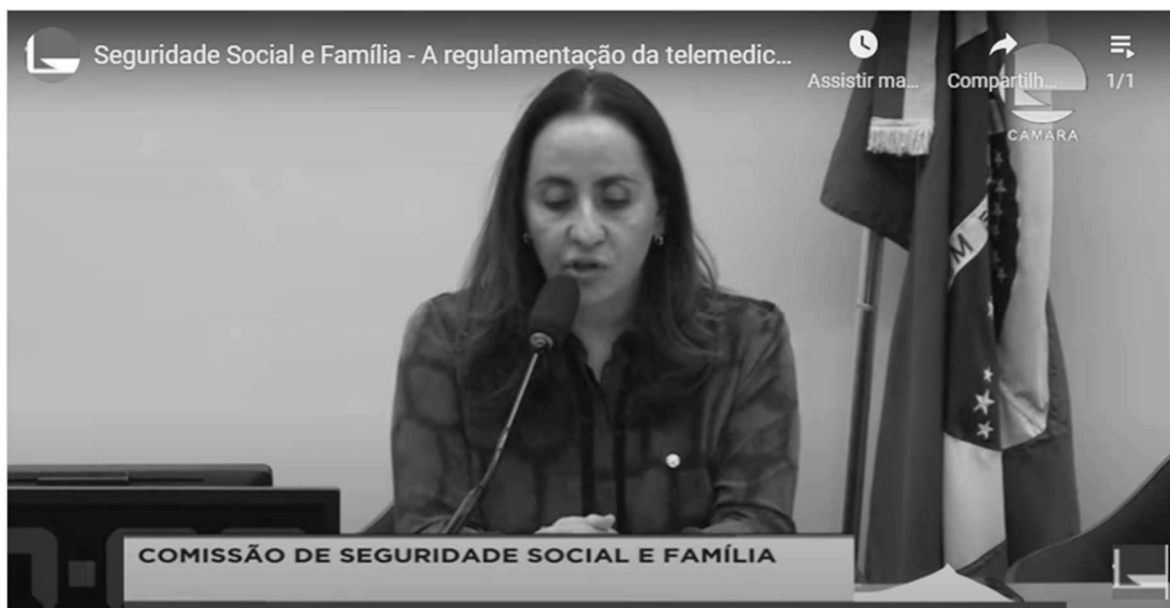 Seguridade Social e Família - A regulamentação da telemedic...
Assistir ma...
Compartilh...
1/1
CAMARA
M
COMISSÃO DE SEGURIDADE SOCIAL E FAMÍLIA